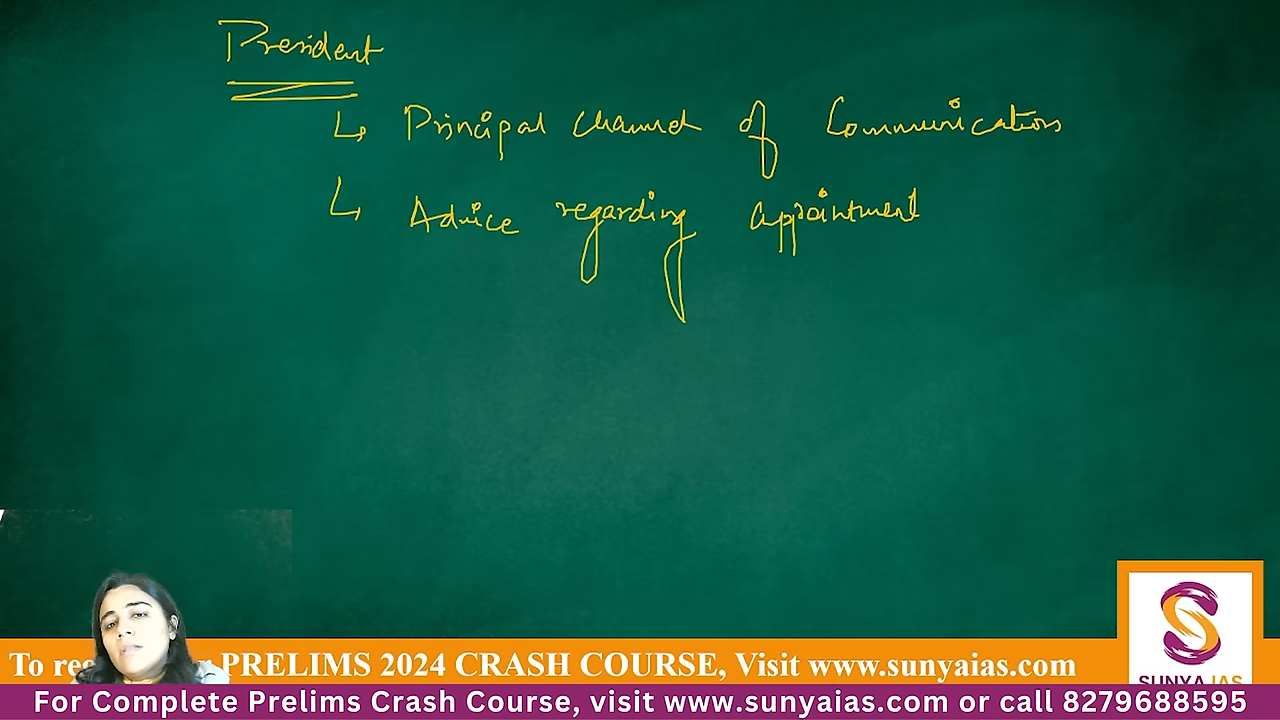 President
↳ Principal Channel of Communications
↳ Advice regarding appointment
To re PRELIMS 2024 CRASH COURSE, Visit www.sunyaias.com
SUNYA IAS
For Complete Prelims Crash Course, visit www.sunyaias.com or call 8279688595